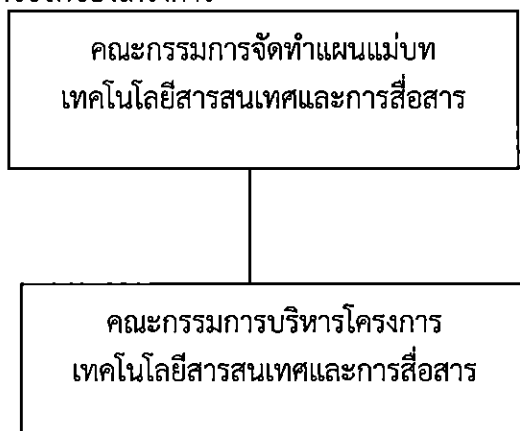 คณะกรรมการจัดทำแผนแม่บท
เทคโนโลยีสารสนเทศและการสื่อสาร
คณะกรรมการบริหารโครงการ
เทคโนโลยีสารสนเทศและการสื่อสาร